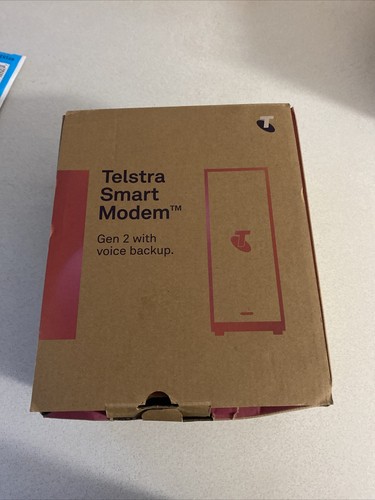 Telstra
Smart
Modem™
Gen 2 with
voice backup.